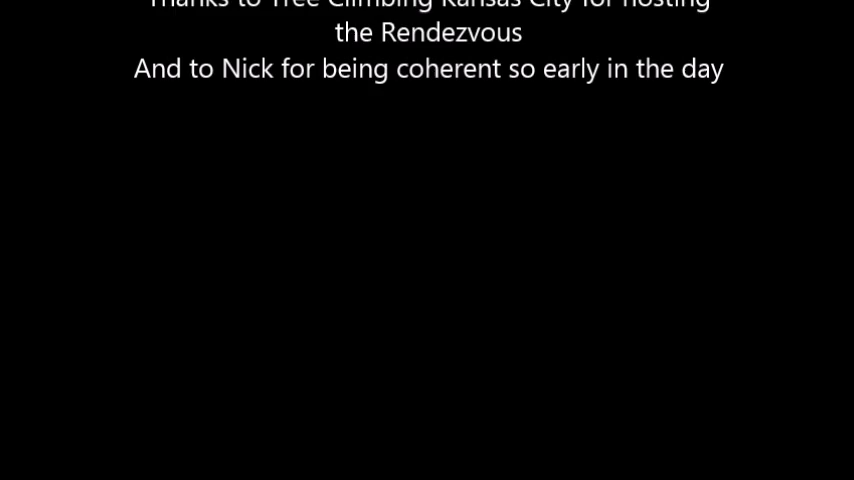 Thanks to Tree Climbing Kansas City for hosting
the Rendezvous
And to Nick for being coherent so early in the day